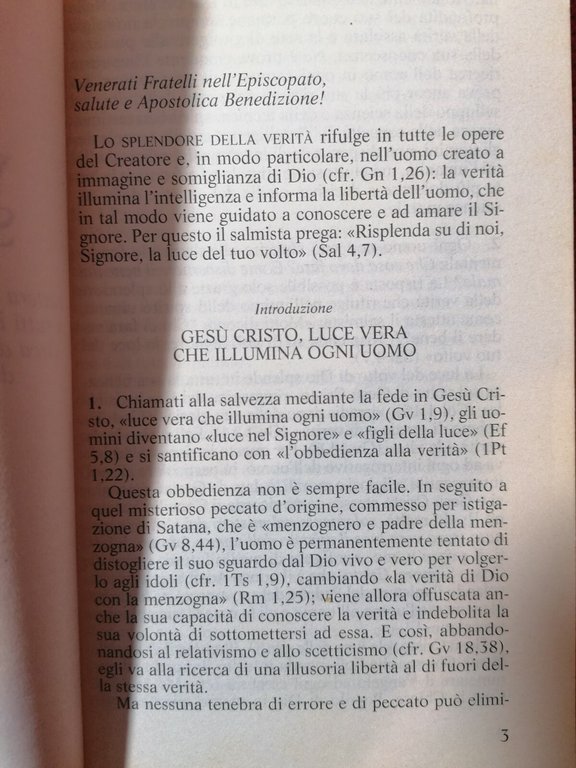 Venerati Fratelli nell'Episcopato,
salute e Apostolica Benedizione!
LO SPLENDORE DELLA VERITÀ rifulge in tutte le opere
del Creatore e, in modo particolare, nell'uomo creato a
immagine e somiglianza di Dio (cfr. Gn 1,26): la verità
illumina l'intelligenza e informa la libertà dell'uomo, che
in tal modo viene guidato a conoscere e ad amare il Si-
gnore. Per questo il salmista prega: «Risplenda su di noi,
Signore, la luce del tuo volto» (Sal 4,7).
Introduzione
GESÙ CRISTO, LUCE VERA
CHE ILLUMINA OGNI UOMO
1. Chiamati alla salvezza mediante la fede in Gesù Cri-
sto, «luce vera che illumina ogni uomo» (Gv 1,9), gli uo-
mini diventano «luce nel Signore» e «figli della luce» (Ef
5,8) e si santificano con «l'obbedienza alla verità» (1Pt
1,22).
Questa obbedienza non è sempre facile. In seguito a
quel misterioso peccato d'origine, commesso per istiga-
zione di Satana, che è «menzognero e padre della men-
zogna» (Gv 8,44), l'uomo è permanentemente tentato di
distogliere il suo sguardo dal Dio vivo e vero per volger-
lo agli idoli (cfr. 1Ts 1,9), cambiando «la verità di Dio
con la menzogna» (Rm 1,25); viene allora offuscata an-
che la sua capacità di conoscere la verità e indebolita la
sua volontà di sottomettersi ad essa. E così, abbando-
nandosi al relativismo e allo scetticismo (cfr. Gv 18,38),
egli va alla ricerca di una illusoria libertà al di fuori del-
la stessa verità.
Ma nessuna tenebra di errore e di peccato può elimi-
3